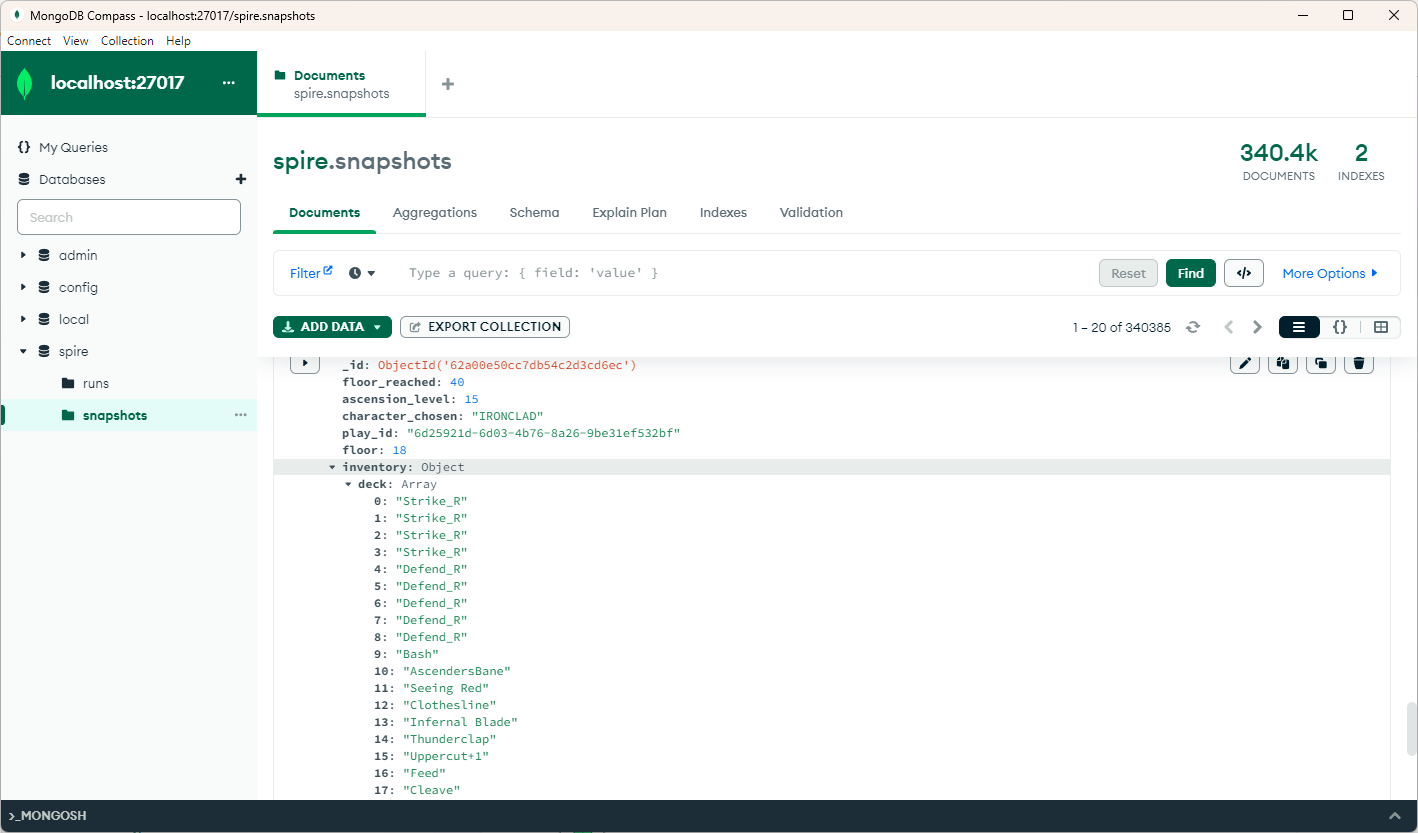 MongoDB Compass - localhost:27017/spire.snapshots
Connect View Collection Help
localhost:27017
Documents
spire.snapshots
My Queries
Databases
Search
admin
config
local
spire
runs
snapshots
spire.snapshots
340.4k
DOCUMENTS
2
INDEXES
Documents Aggregations Schema Explain Plan Indexes Validation
Filter Type a query: { field: 'value' } Reset Find </> More Options
ADD DATA EXPORT COLLECTION 1 – 20 of 340385 {}
_id: ObjectId('62a00e50cc7db54c2d3cd6ec')
floor_reached: 40
ascension_level: 15
character_chosen: "IRONCLAD"
play_id: "6d25921d-6d03-4b76-8a26-9be31ef532bf"
floor: 18
inventory: Object
deck: Array
0: "Strike_R"
1: "Strike_R"
2: "Strike_R"
3: "Strike_R"
4: "Defend_R"
5: "Defend_R"
6: "Defend_R"
7: "Defend_R"
8: "Defend_R"
9: "Bash"
10: "AscendersBane"
11: "Seeing Red"
12: "Clothesline"
13: "Infernal Blade"
14: "Thunderclap"
15: "Uppercut+1"
16: "Feed"
17: "Cleave"
>_MONGOSH